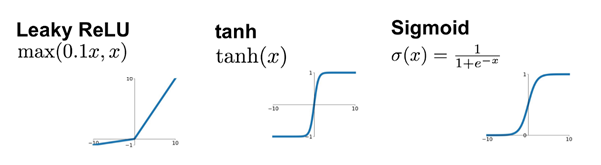 Leaky ReLU
max(0.1x, x)
10
-10
-1
10
tanh
tanh(x)
1
-10
10
-1
Sigmoid
σ(x) = 1/(1+e^{-x})
1
-10
0
10